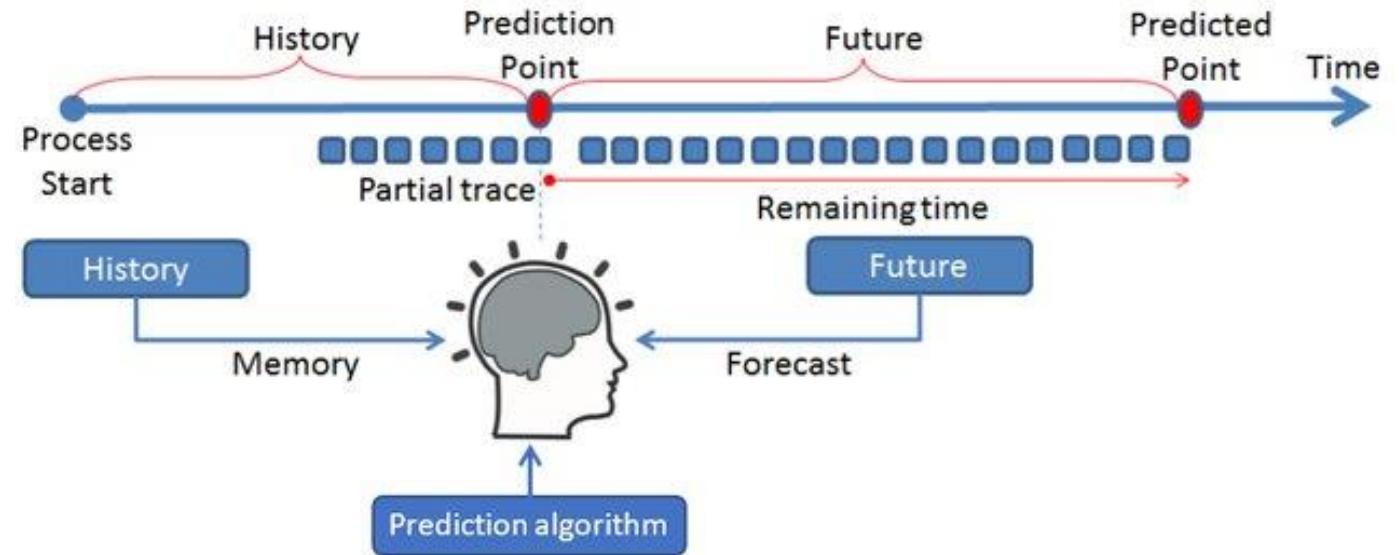 History
Prediction
Point
Future
Predicted
Point
Time
Process
Start
Partial trace
Remaining time
History
Future
Memory
Forecast
Prediction algorithm